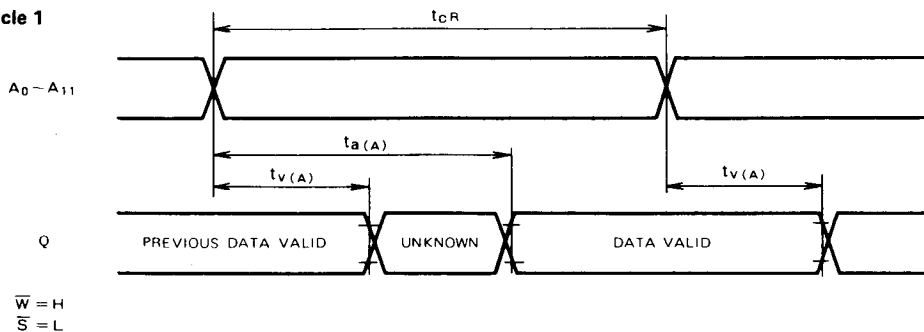 cle 1
tCR
A0~A11
ta(A)
tv(A)
tv(A)
Q
PREVIOUS DATA VALID
UNKNOWN
DATA VALID
W̅ = H
S̅ = L